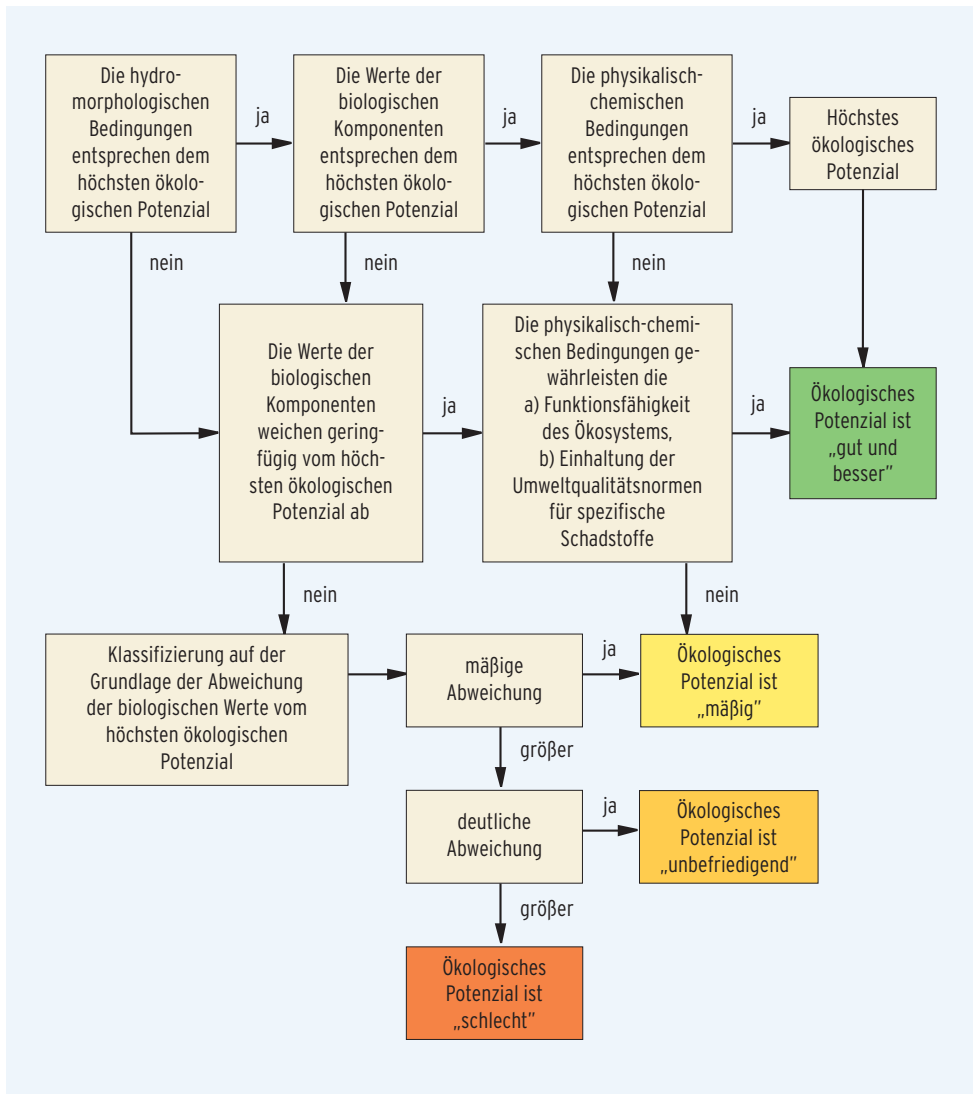 Die hydro-
morphologischen
Bedingungen
entsprechen dem
höchsten ökolo-
gischen Potenzial
ja
Die Werte der
biologischen
Komponenten
entsprechen dem
höchsten ökolo-
gischen Potenzial
ja
Die physikalisch-
chemischen
Bedingungen
entsprechen dem
höchsten ökolo-
gischen Potenzial
ja
Höchstes
ökologisches
Potenzial
nein
nein
nein
Die Werte der
biologischen
Komponenten
weichen gering-
fügig vom höch-
sten ökologischen
Potenzial ab
ja
Die physikalisch-chemi-
schen Bedingungen ge-
währleisten die
a) Funktionsfähigkeit
des Ökosystems,
b) Einhaltung der
Umweltqualitätsnormen
für spezifische
Schadstoffe
ja
Ökologisches
Potenzial ist
„gut und
besser”
nein
nein
Klassifizierung auf der
Grundlage der Abweichung
der biologischen Werte vom
höchsten ökologischen
Potenzial
mäßige
Abweichung
ja
Ökologisches
Potenzial ist
„mäßig”
größer
deutliche
Abweichung
ja
Ökologisches
Potenzial ist
„unbefriedigend”
größer
Ökologisches
Potenzial ist
„schlecht”